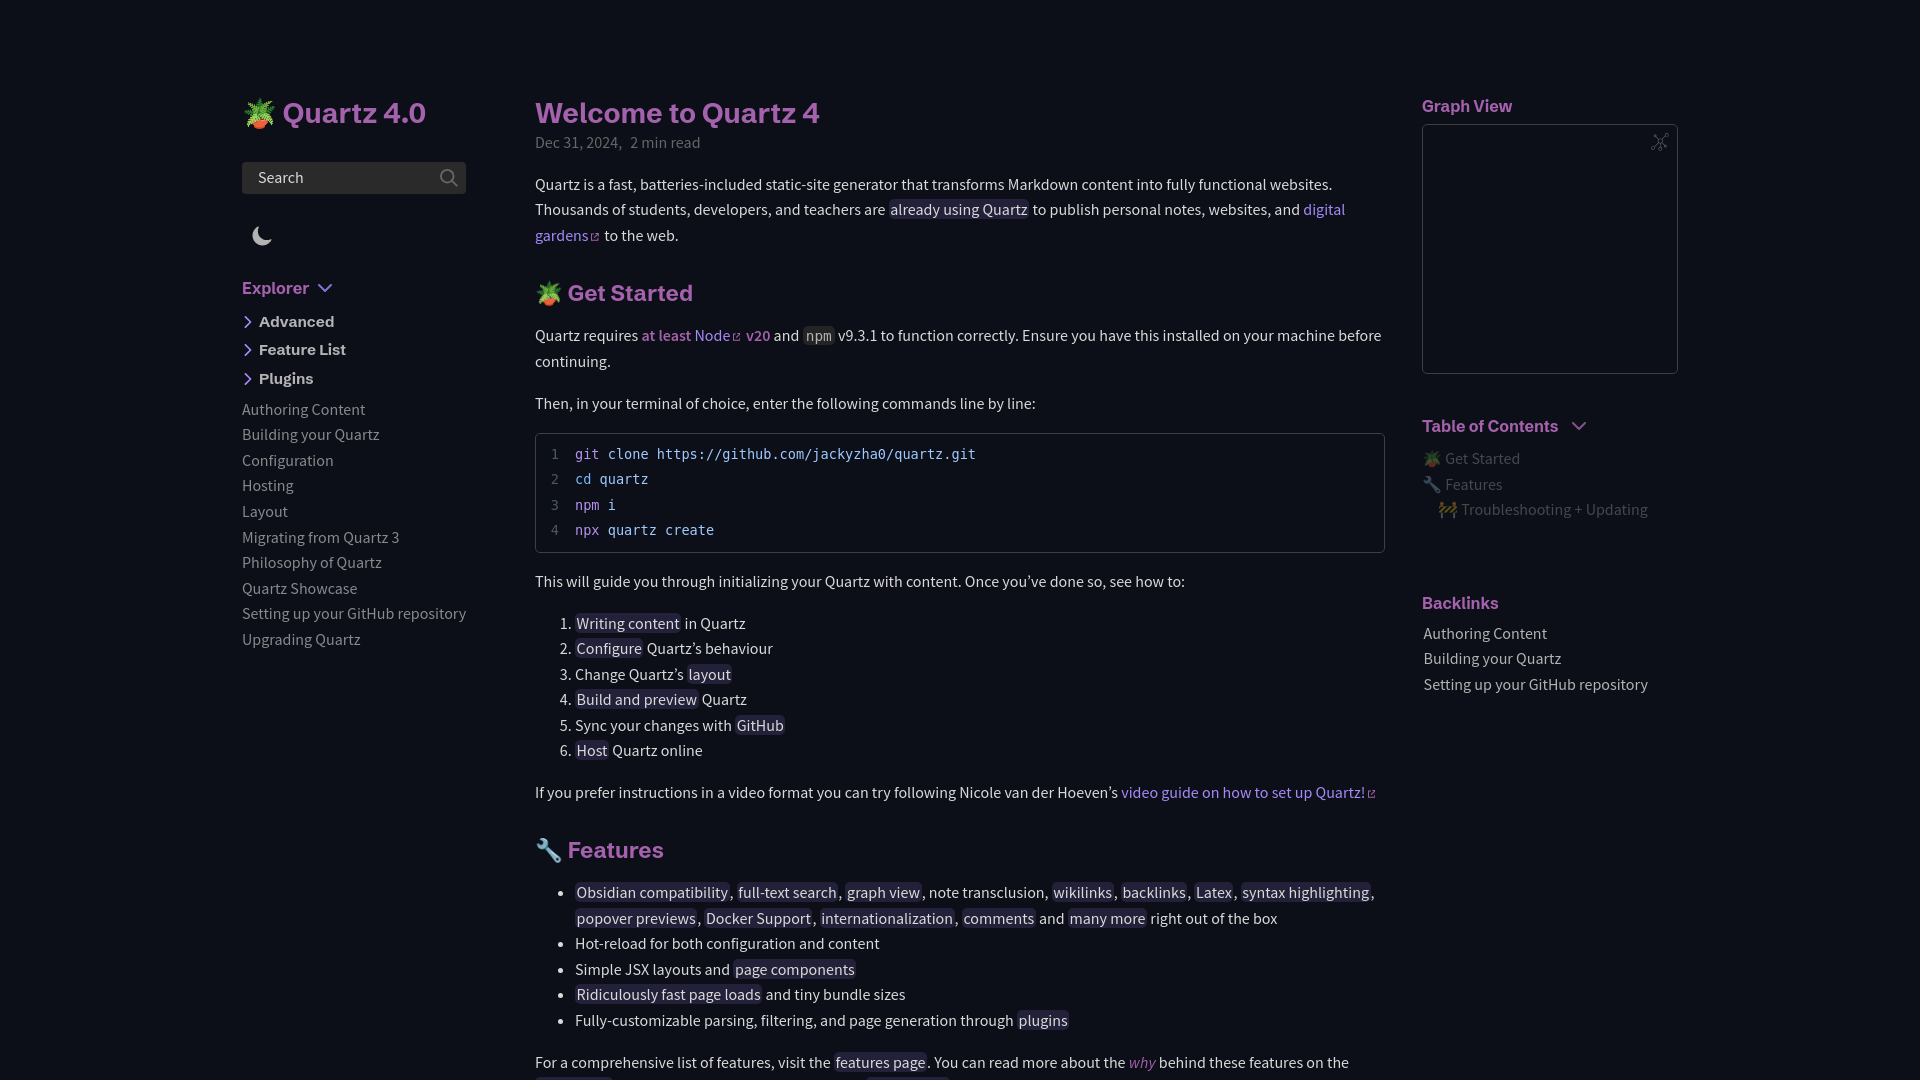 🪴 Quartz 4.0
Search
Explorer
Advanced
Feature List
Plugins
Authoring Content
Building your Quartz
Configuration
Hosting
Layout
Migrating from Quartz 3
Philosophy of Quartz
Quartz Showcase
Setting up your GitHub repository
Upgrading Quartz
Welcome to Quartz 4
Dec 31, 2024, 2 min read
Quartz is a fast, batteries-included static-site generator that transforms Markdown content into fully functional websites.
Thousands of students, developers, and teachers are already using Quartz to publish personal notes, websites, and digital
gardens to the web.
🪴 Get Started
Quartz requires at least Node v20 and npm v9.3.1 to function correctly. Ensure you have this installed on your machine before
continuing.
Then, in your terminal of choice, enter the following commands line by line:
1 git clone https://github.com/jackyzha0/quartz.git
2 cd quartz
3 npm i
4 npx quartz create
This will guide you through initializing your Quartz with content. Once you’ve done so, see how to:
1. Writing content in Quartz
2. Configure Quartz’s behaviour
3. Change Quartz’s layout
4. Build and preview Quartz
5. Sync your changes with GitHub
6. Host Quartz online
If you prefer instructions in a video format you can try following Nicole van der Hoeven’s video guide on how to set up Quartz!
🔧 Features
• Obsidian compatibility, full-text search, graph view, note transclusion, wikilinks, backlinks, Latex, syntax highlighting,
popover previews, Docker Support, internationalization, comments and many more right out of the box
• Hot-reload for both configuration and content
• Simple JSX layouts and page components
• Ridiculously fast page loads and tiny bundle sizes
• Fully-customizable parsing, filtering, and page generation through plugins
For a comprehensive list of features, visit the features page. You can read more about the why behind these features on the
Graph View
Table of Contents
🪴 Get Started
🔧 Features
🚧 Troubleshooting + Updating
Backlinks
Authoring Content
Building your Quartz
Setting up your GitHub repository